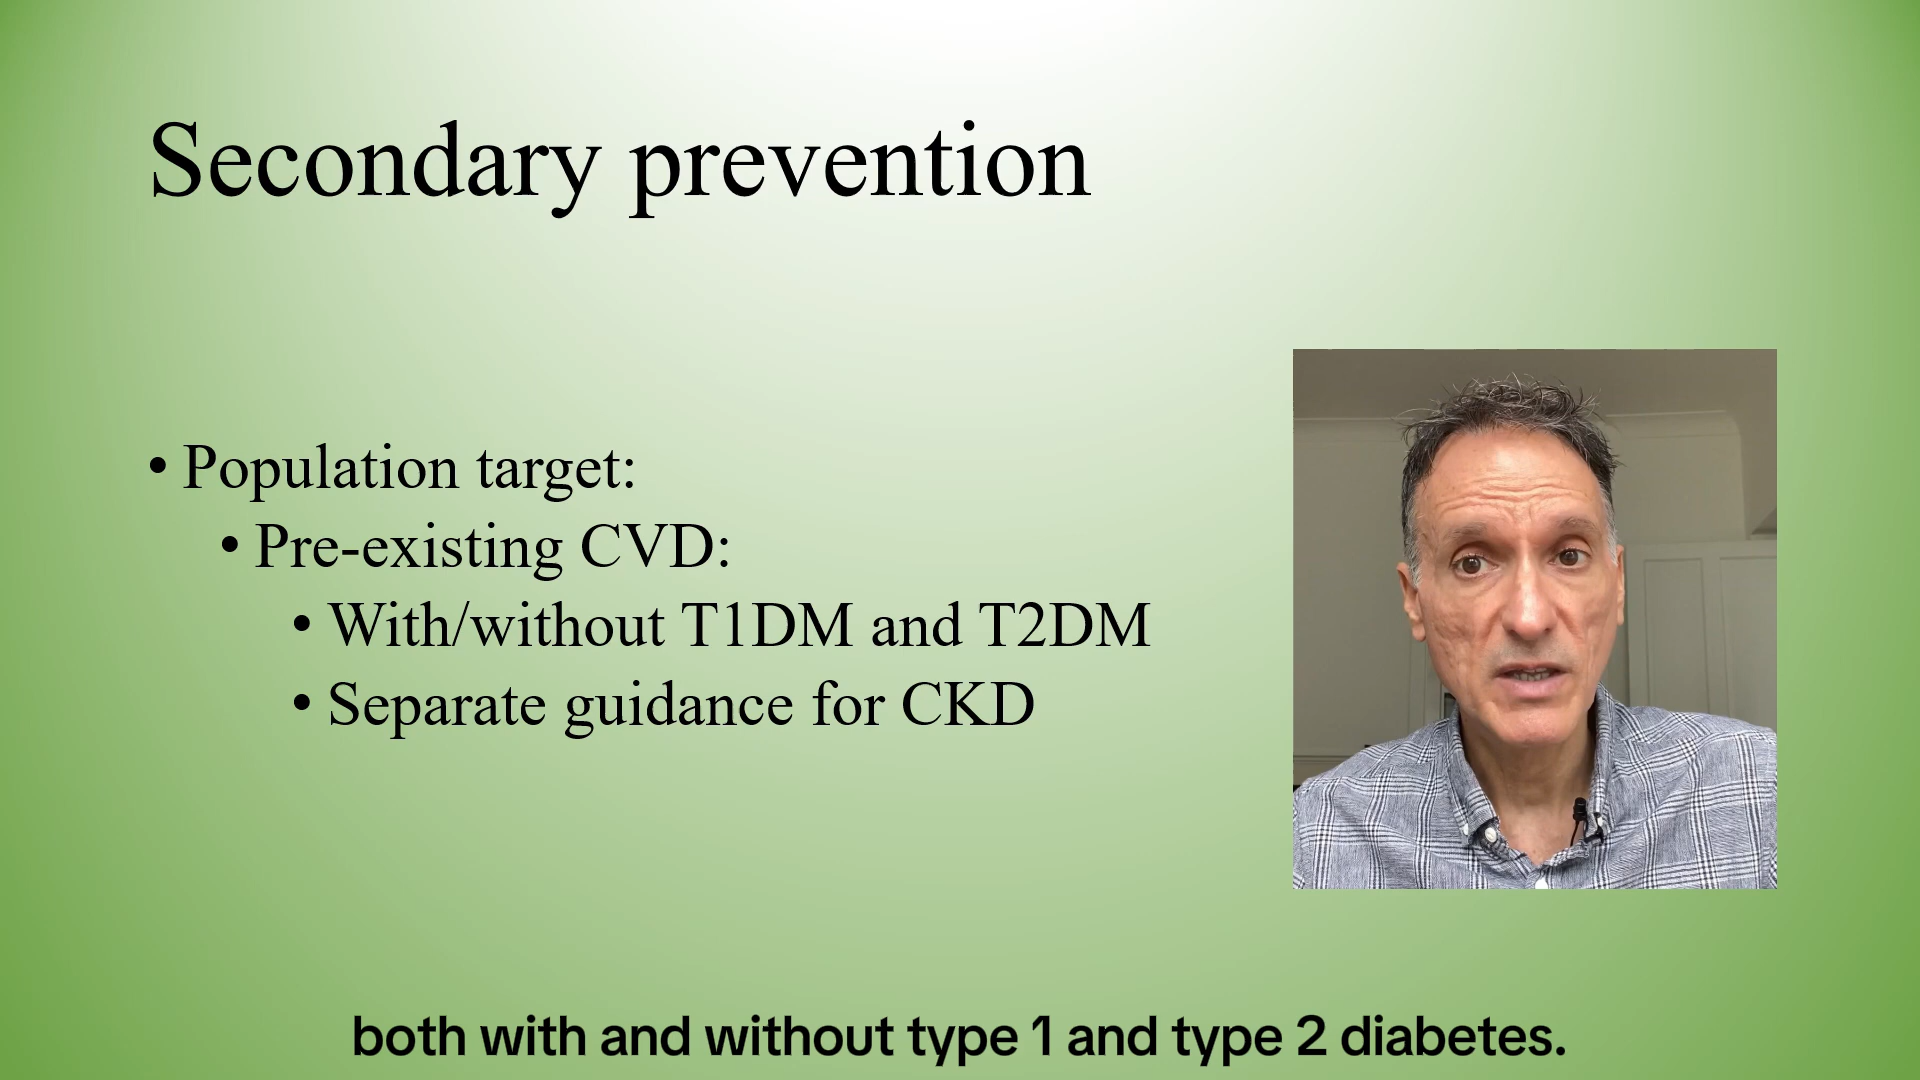 Secondary prevention
• Population target:
• Pre-existing CVD:
• With/without T1DM and T2DM
• Separate guidance for CKD
both with and without type 1 and type 2 diabetes.